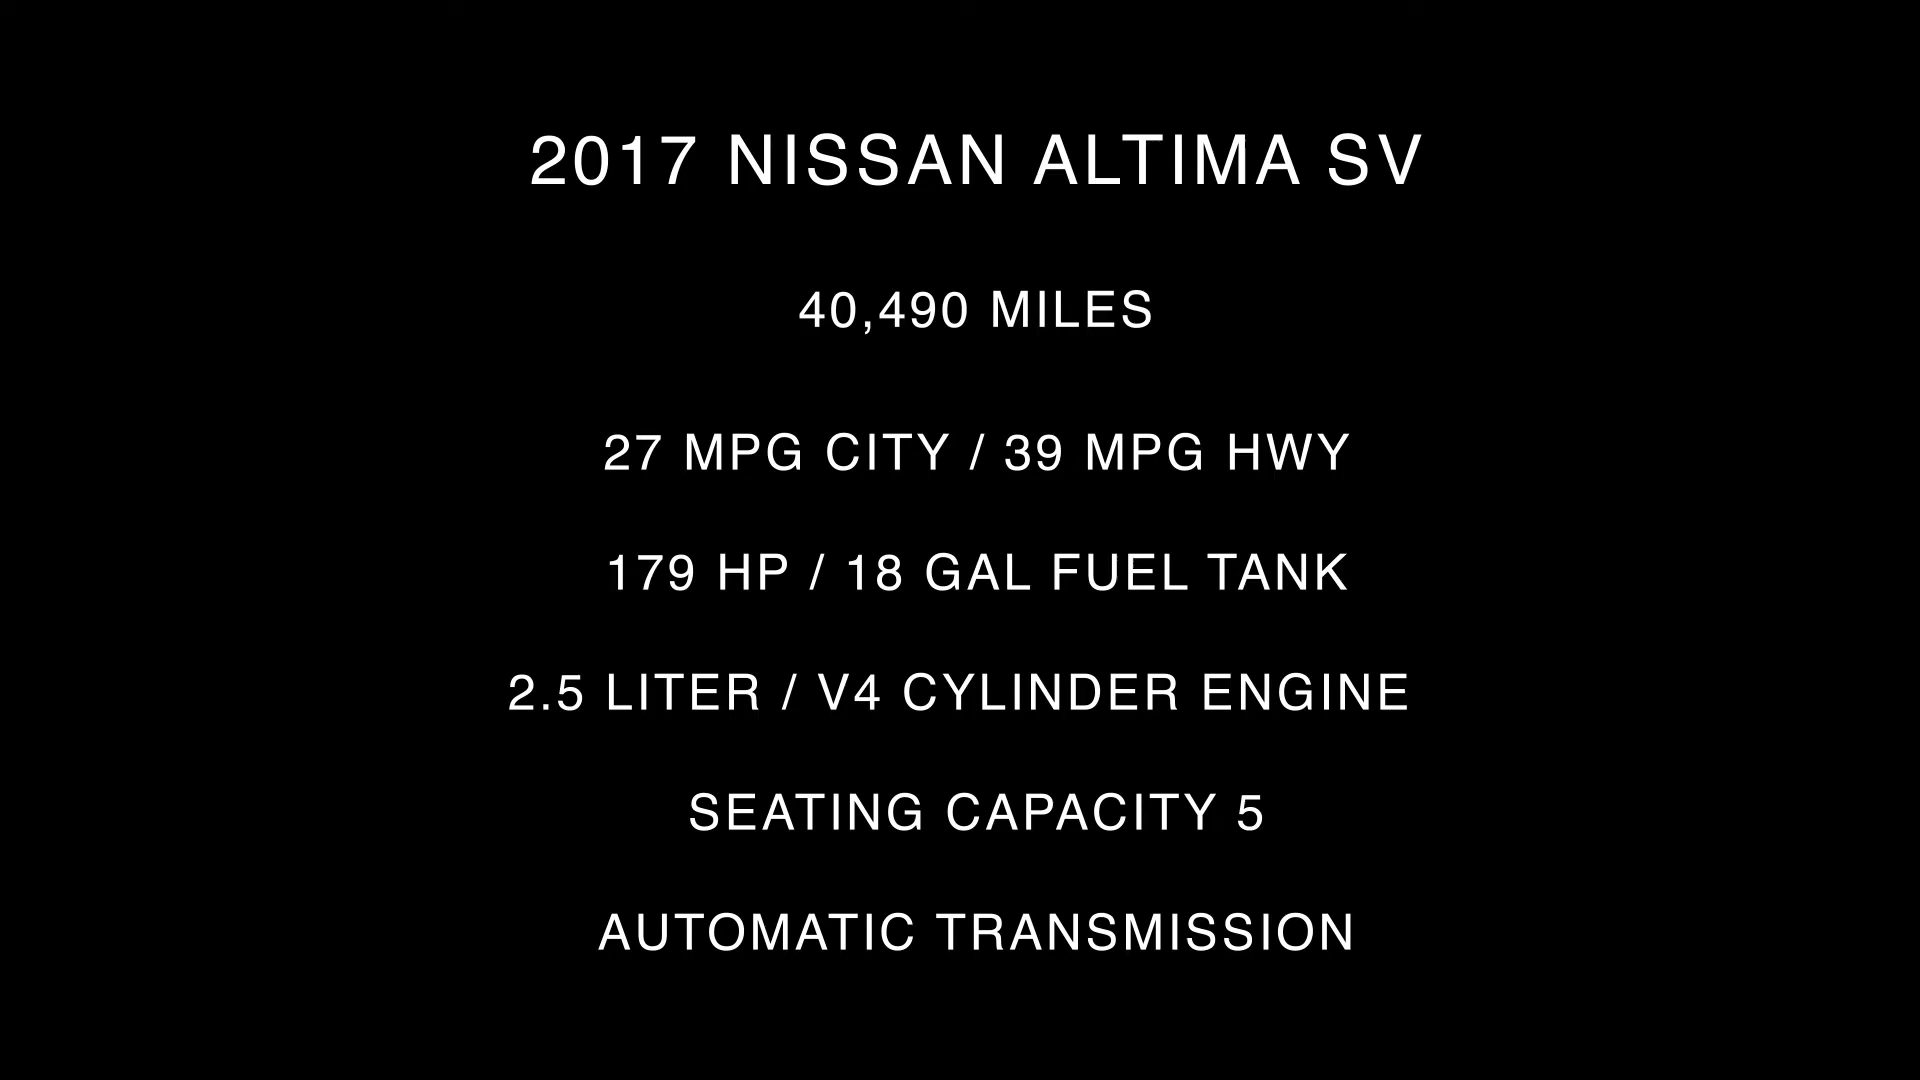 2017 NISSAN ALTIMA SV
40,490 MILES
27 MPG CITY / 39 MPG HWY
179 HP / 18 GAL FUEL TANK
2.5 LITER / V4 CYLINDER ENGINE
SEATING CAPACITY 5
AUTOMATIC TRANSMISSION